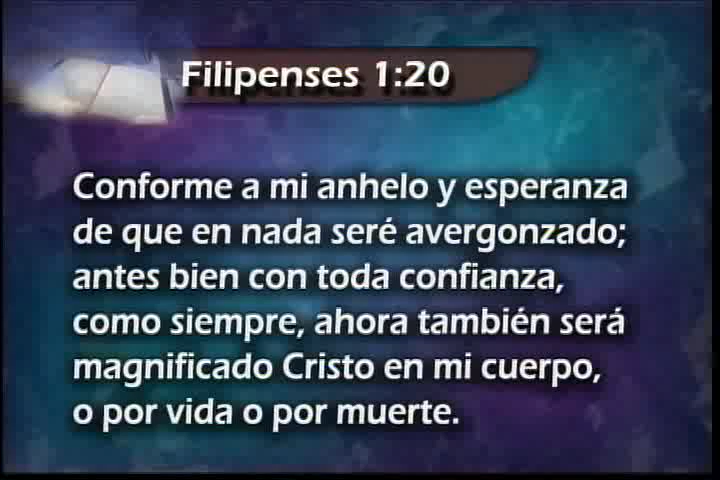 Filipenses 1:20
Conforme a mi anhelo y esperanza
de que en nada seré avergonzado;
antes bien con toda confianza,
como siempre, ahora también será
magnificado Cristo en mi cuerpo,
o por vida o por muerte.